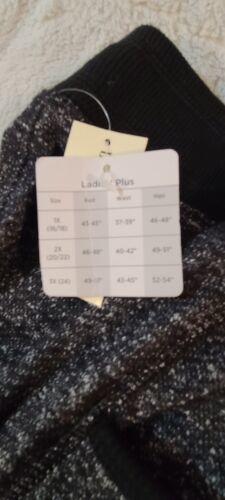 Ladies Plus
Size Bust Waist Hips
1X (16/18) 43-45" 37-39" 46-48"
2X (20/22) 46-48" 40-42" 49-51"
3X (24) 49-51" 43-45" 52-54"